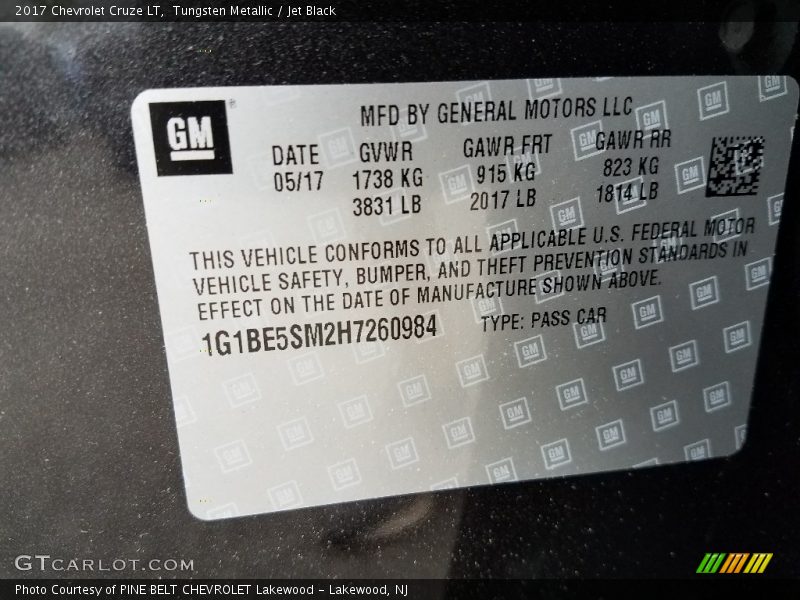 2017 Chevrolet Cruze LT, Tungsten Metallic / Jet Black
GM®
MFD BY GENERAL MOTORS LLC
DATE GVWR GAWR FRT GAWR RR
05/17 1738 KG 915 KG 823 KG
3831 LB 2017 LB 1814 LB
THIS VEHICLE CONFORMS TO ALL APPLICABLE U.S. FEDERAL MOTOR
VEHICLE SAFETY, BUMPER, AND THEFT PREVENTION STANDARDS IN
EFFECT ON THE DATE OF MANUFACTURE SHOWN ABOVE.
1G1BE5SM2H7260984 TYPE: PASS CAR
GTCARLOT.COM
Photo Courtesy of PINE BELT CHEVROLET Lakewood - Lakewood, NJ